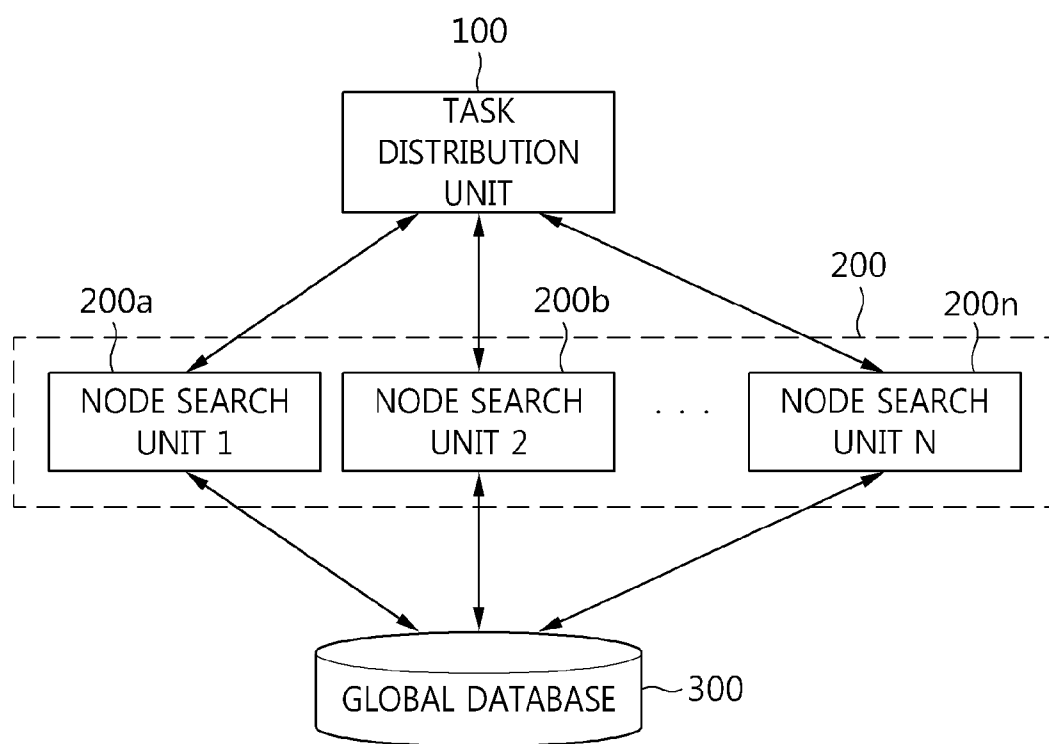 100
TASK
DISTRIBUTION
UNIT
200
200a
200b
200n
NODE SEARCH
UNIT 1
NODE SEARCH
UNIT 2
. . .
NODE SEARCH
UNIT N
GLOBAL DATABASE
300